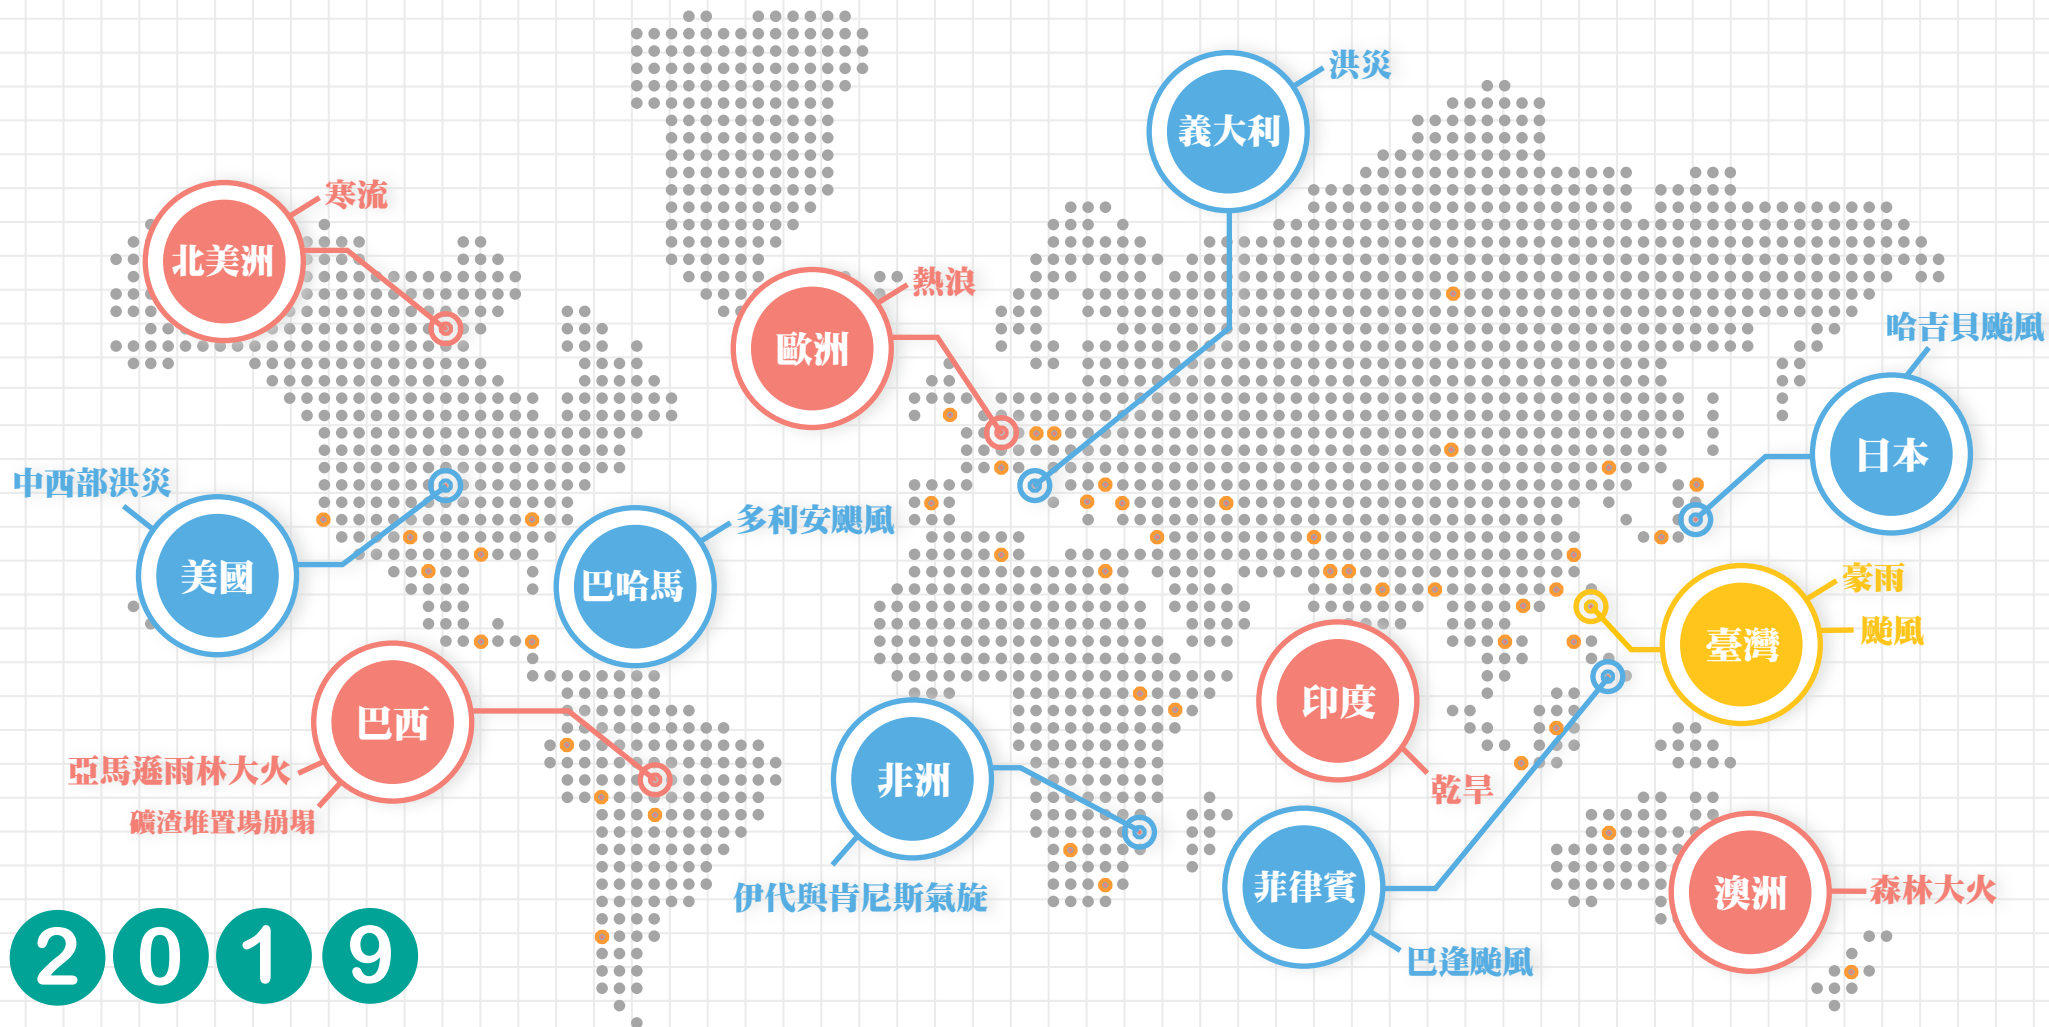 洪災
義大利
寒流
北美洲
熱浪
歐洲
哈吉貝颱風
日本
中西部洪災
美國
多利安颶風
巴哈馬
豪雨
颱風
臺灣
巴西
亞馬遜雨林大火
礦渣堆置場崩塌
印度
乾旱
非洲
伊代與肯尼斯氣旋
菲律賓
巴逢颱風
澳洲
森林大火
2019